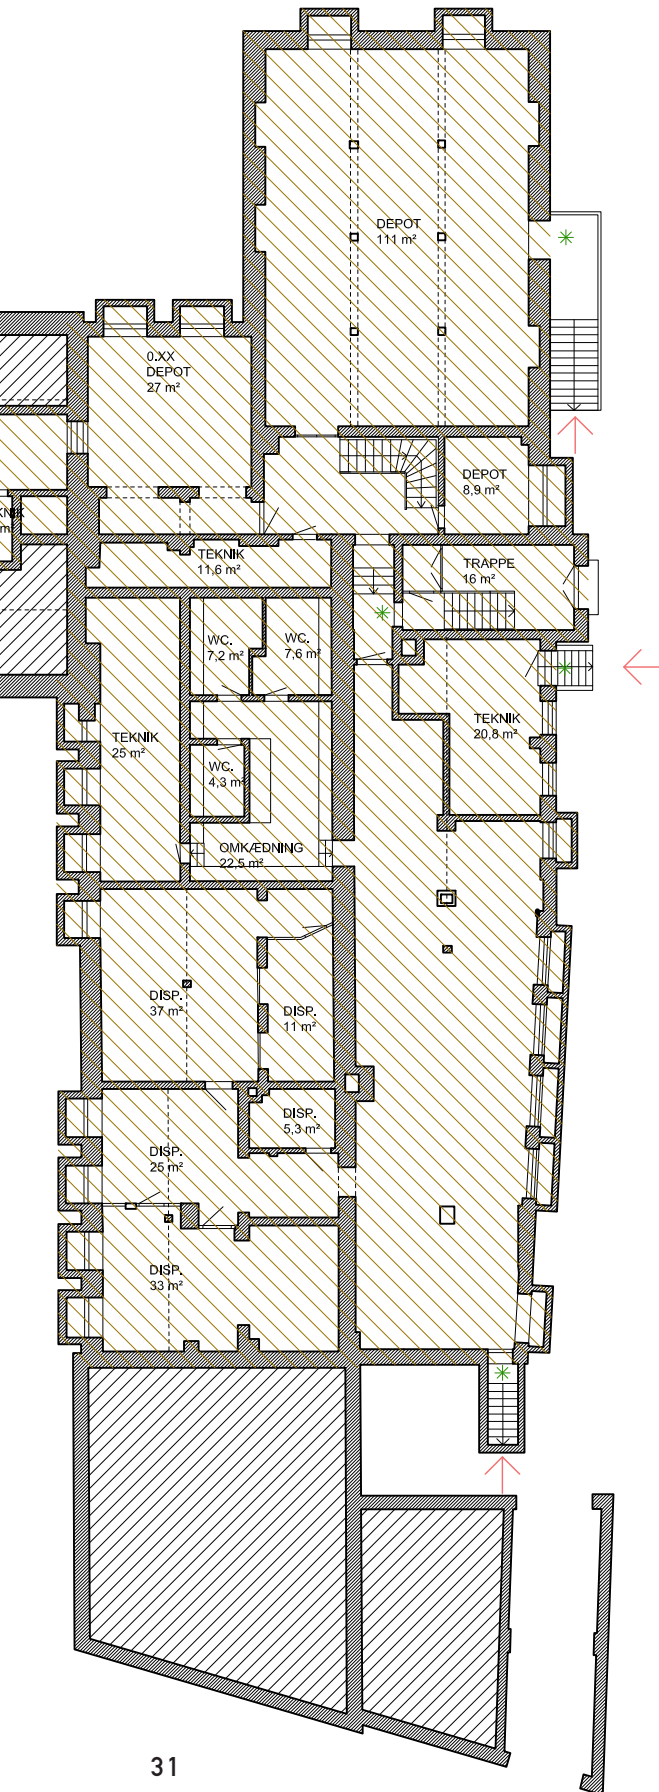 DEPOT
111 m²
0.XX
DEPOT
27 m²
DEPOT
8,9 m²
TEKNIK
11,6 m²
TRAPPE
16 m²
WC.
7,2 m²
WC.
7,6 m²
TEKNIK
25 m²
TEKNIK
20,8 m²
WC.
4,3 m²
OMKÆDNING
22,5 m²
DISP.
37 m²
DISP.
11 m²
DISP.
5,3 m²
DISP.
25 m²
DISP.
33 m²
31